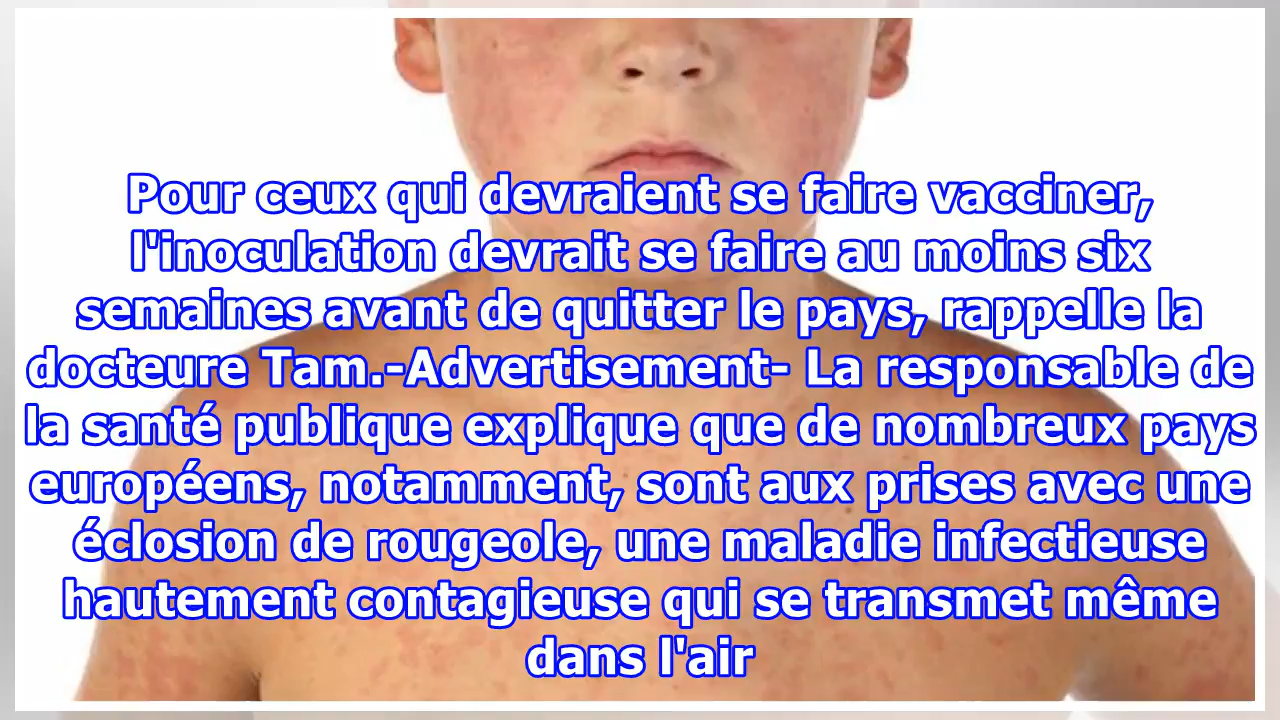 Pour ceux qui devraient se faire vacciner,
l'inoculation devrait se faire au moins six
semaines avant de quitter le pays, rappelle la
docteure Tam.-Advertisement- La responsable de
la santé publique explique que de nombreux pays
européens, notamment, sont aux prises avec une
éclosion de rougeole, une maladie infectieuse
hautement contagieuse qui se transmet même
dans l'air